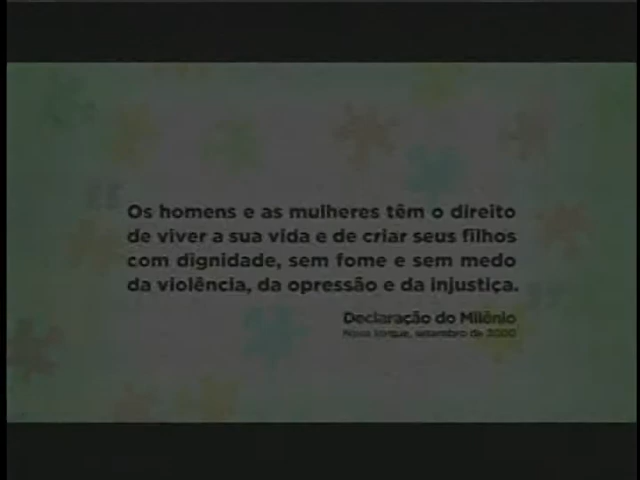 Os homens e as mulheres têm o direito
de viver a sua vida e de criar seus filhos
com dignidade, sem fome e sem medo
da violência, da opressão e da injustiça.
Declaração do Milênio
Nova Iorque, setembro de 2000